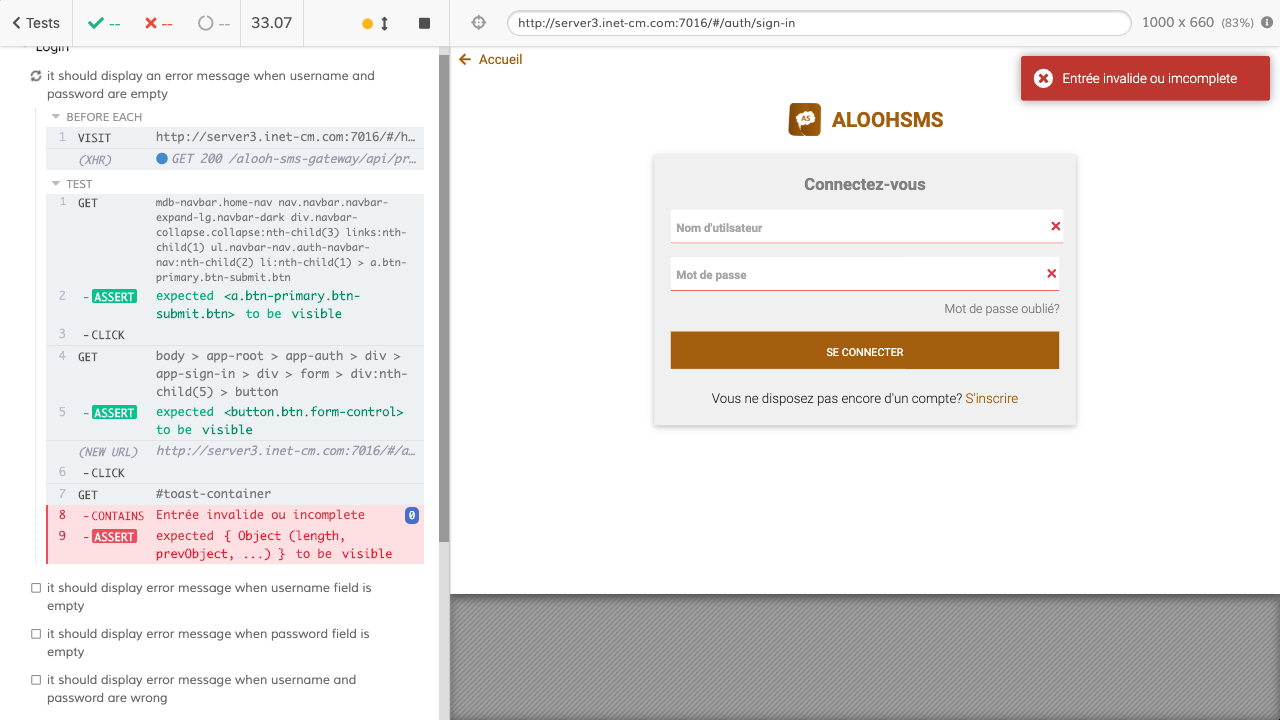 Tests
--
--
--
33.07
http://server3.inet-cm.com:7016/#/auth/sign-in
1000 x 660 (83%)
Login
it should display an error message when username and
password are empty
BEFORE EACH
1 VISIT http://server3.inet-cm.com:7016/#/h…
(XHR) GET 200 /alooh-sms-gateway/api/pr…
TEST
1 GET mdb-navbar.home-nav nav.navbar.navbar-
expand-lg.navbar-dark div.navbar-
collapse.collapse:nth-child(3) links:nth-
child(1) ul.navbar-nav.auth-navbar-
nav:nth-child(2) li:nth-child(1) > a.btn-
primary.btn-submit.btn
2 -ASSERT expected <a.btn-primary.btn-
submit.btn> to be visible
3 -CLICK
4 GET body > app-root > app-auth > div >
app-sign-in > div > form > div:nth-
child(5) > button
5 -ASSERT expected <button.btn.form-control>
to be visible
(NEW URL) http://server3.inet-cm.com:7016/#/a…
6 -CLICK
7 GET #toast-container
8 -CONTAINS Entrée invalide ou incomplete 0
9 -ASSERT expected { Object (length,
prevObject, ...) } to be visible
it should display error message when username field is
empty
it should display error message when password field is
empty
it should display error message when username and
password are wrong
Accueil
Entrée invalide ou imcomplete
AS
ALOOHSMS
Connectez-vous
Nom d'utilsateur
Mot de passe
Mot de passe oublié?
SE CONNECTER
Vous ne disposez pas encore d'un compte? S'inscrire